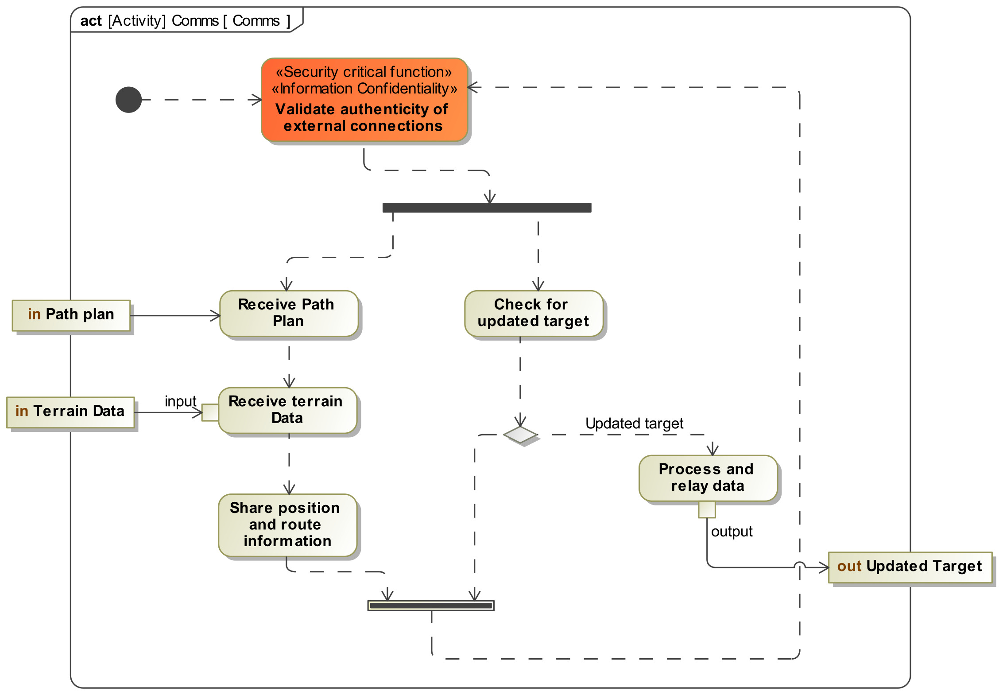 act [Activity] Comms [ Comms ]
«Security critical function»
«Information Confidentiality»
Validate authenticity of
external connections
in Path plan
Receive Path
Plan
Check for
updated target
in Terrain Data
input
Receive terrain
Data
Updated target
Process and
relay data
Share position
and route
information
output
out Updated Target